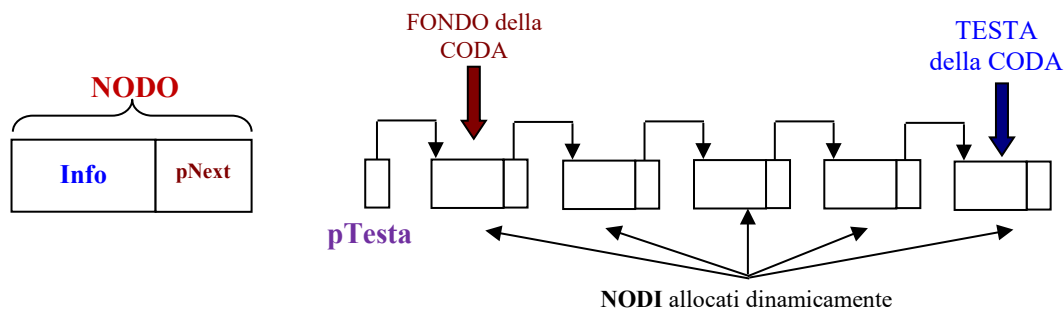 FONDO della
CODA
TESTA
della CODA
NODO
Info
pNext
pTesta
NODI allocati dinamicamente